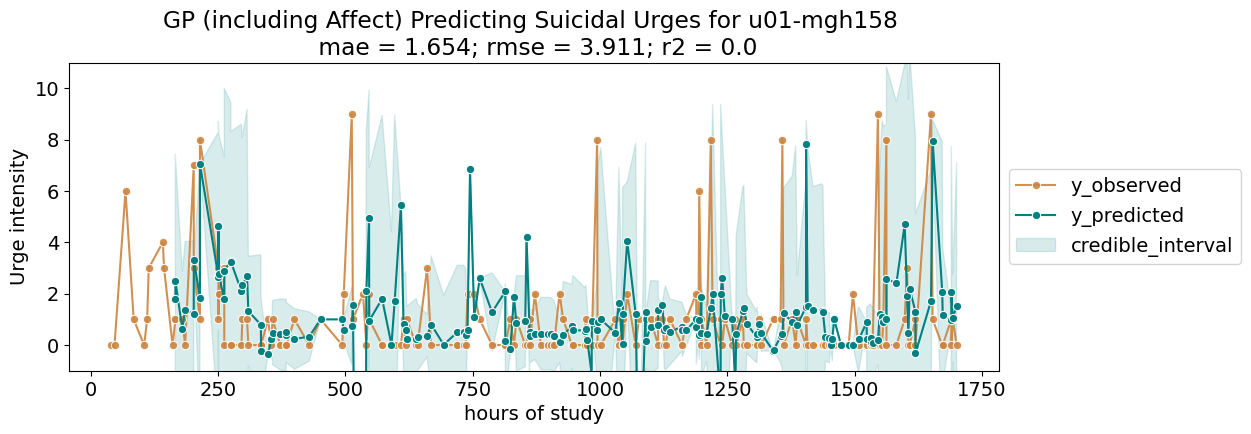 GP (including Affect) Predicting Suicidal Urges for u01-mgh158
mae = 1.654; rmse = 3.911; r2 = 0.0
10
8
6
4
2
0
Urge intensity
0 250 500 750 1000 1250 1500 1750
hours of study
y_observed
y_predicted
credible_interval